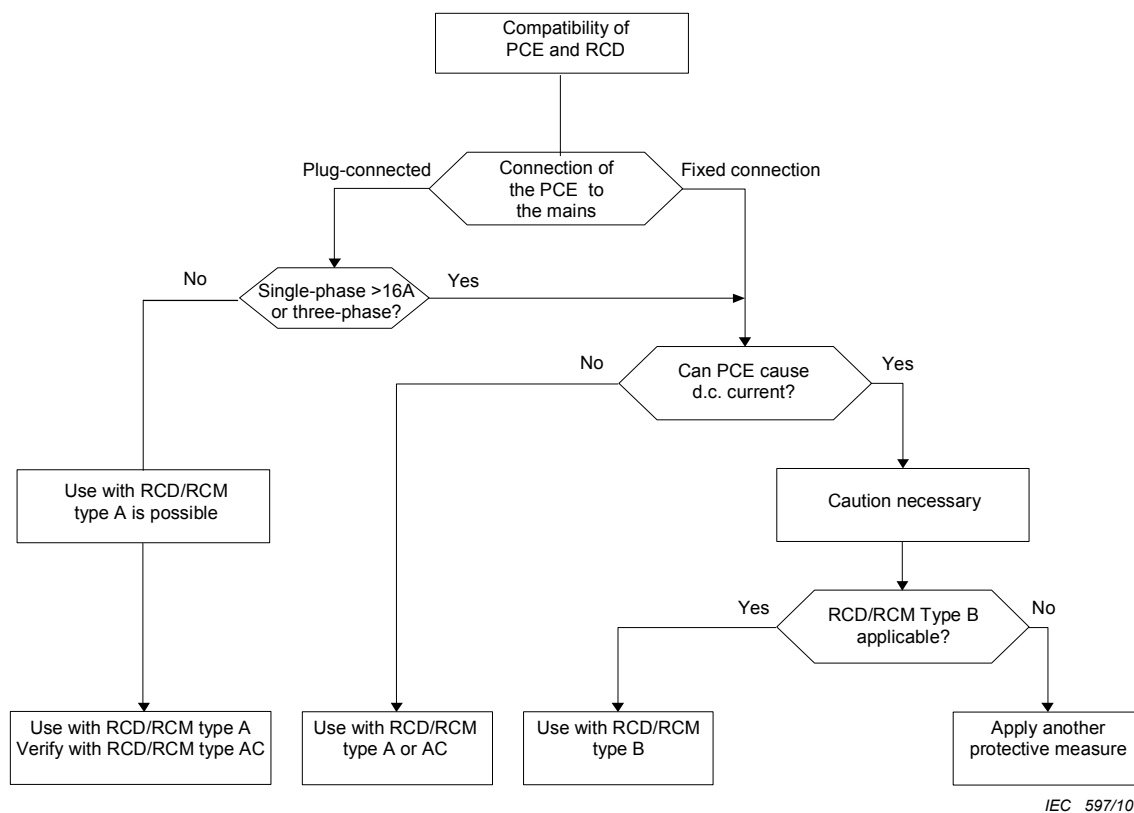 Compatibility of
PCE and RCD
Plug-connected
Connection of
the PCE to
the mains
Fixed connection
No
Single-phase >16A
or three-phase?
Yes
No
Can PCE cause
d.c. current?
Yes
Use with RCD/RCM
type A is possible
Caution necessary
Yes
RCD/RCM Type B
applicable?
No
Use with RCD/RCM type A
Verify with RCD/RCM type AC
Use with RCD/RCM
type A or AC
Use with RCD/RCM
type B
Apply another
protective measure
IEC 597/10